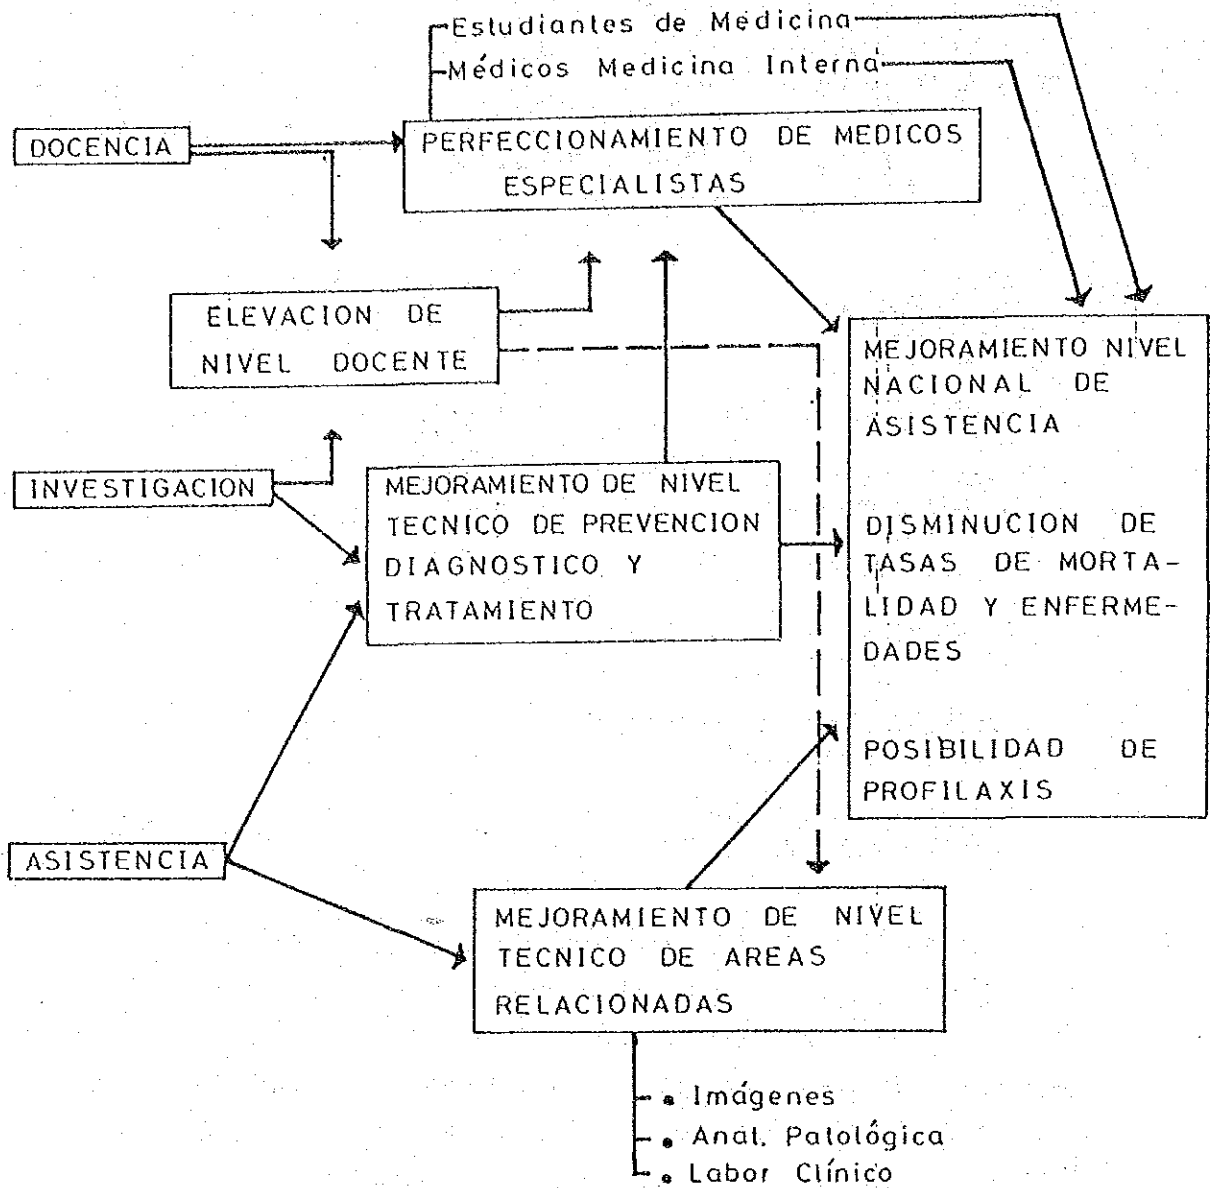 Estudiantes de Medicina
Médicos Medicina Interna
DOCENCIA
PERFECCIONAMIENTO DE MEDICOS
ESPECIALISTAS
ELEVACION DE
NIVEL DOCENTE
MEJORAMIENTO NIVEL
NACIONAL DE
ASISTENCIA
DISMINUCION DE
TASAS DE MORTA-
LIDAD Y ENFERME-
DADES
POSIBILIDAD DE
PROFILAXIS
INVESTIGACION
MEJORAMIENTO DE NIVEL
TECNICO DE PREVENCION
DIAGNOSTICO Y
TRATAMIENTO
ASISTENCIA
MEJORAMIENTO DE NIVEL
TECNICO DE AREAS
RELACIONADAS
• Imágenes
• Anat. Patológica
• Labor Clínico